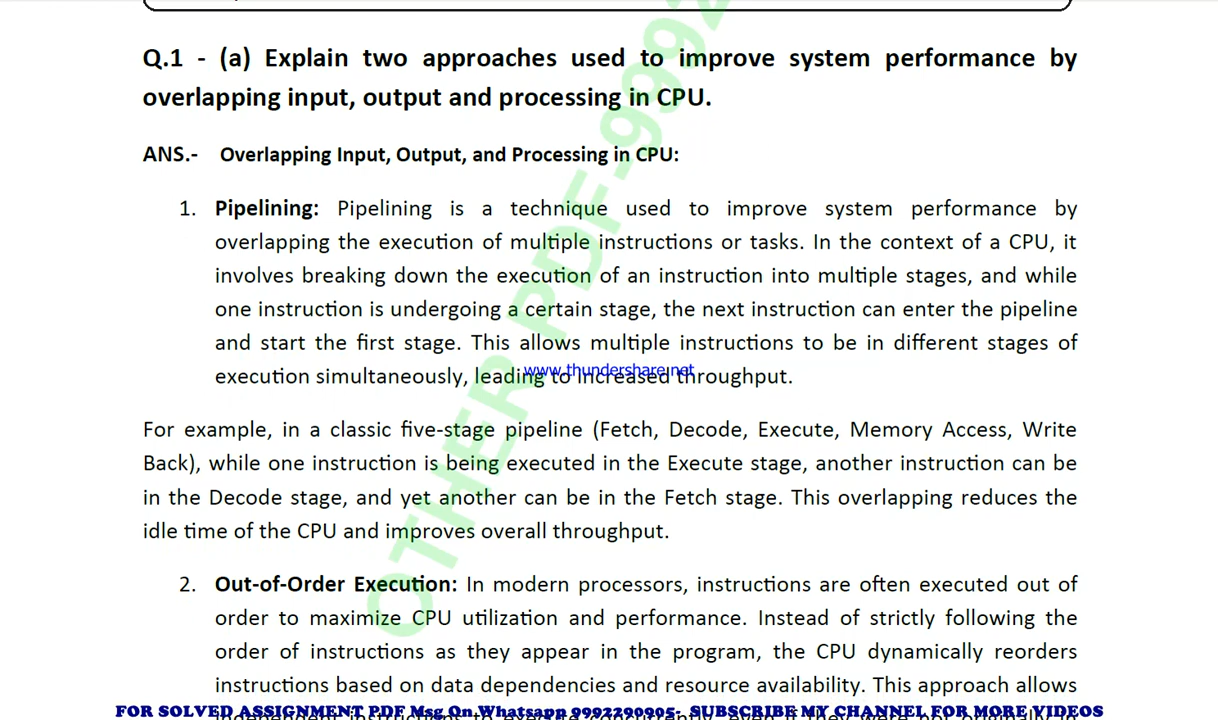 Q.1 - (a) Explain two approaches used to improve system performance by
overlapping input, output and processing in CPU.
ANS.- Overlapping Input, Output, and Processing in CPU:
1. Pipelining: Pipelining is a technique used to improve system performance by
overlapping the execution of multiple instructions or tasks. In the context of a CPU, it
involves breaking down the execution of an instruction into multiple stages, and while
one instruction is undergoing a certain stage, the next instruction can enter the pipeline
and start the first stage. This allows multiple instructions to be in different stages of
execution simultaneously, leading to increased throughput.
www.thundershare.net
For example, in a classic five-stage pipeline (Fetch, Decode, Execute, Memory Access, Write
Back), while one instruction is being executed in the Execute stage, another instruction can be
in the Decode stage, and yet another can be in the Fetch stage. This overlapping reduces the
idle time of the CPU and improves overall throughput.
2. Out-of-Order Execution: In modern processors, instructions are often executed out of
order to maximize CPU utilization and performance. Instead of strictly following the
order of instructions as they appear in the program, the CPU dynamically reorders
instructions based on data dependencies and resource availability. This approach allows
FOR SOLVED ASSIGNMENT PDF Msg On Whatsapp 9992290905- SUBSCRIBE MY CHANNEL FOR MORE VIDEOS
OTHER PDF-9992